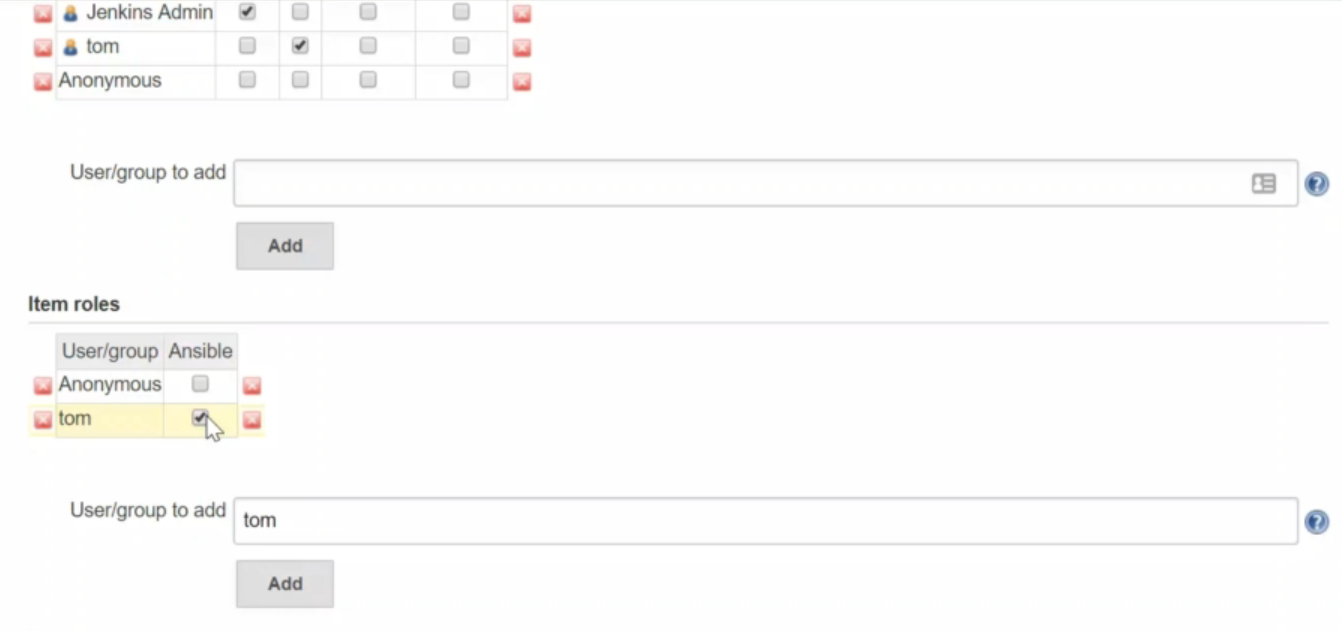 Jenkins Admin
tom
Anonymous
User/group to add
Add
Item roles
User/group Ansible
Anonymous
tom
User/group to add tom
Add